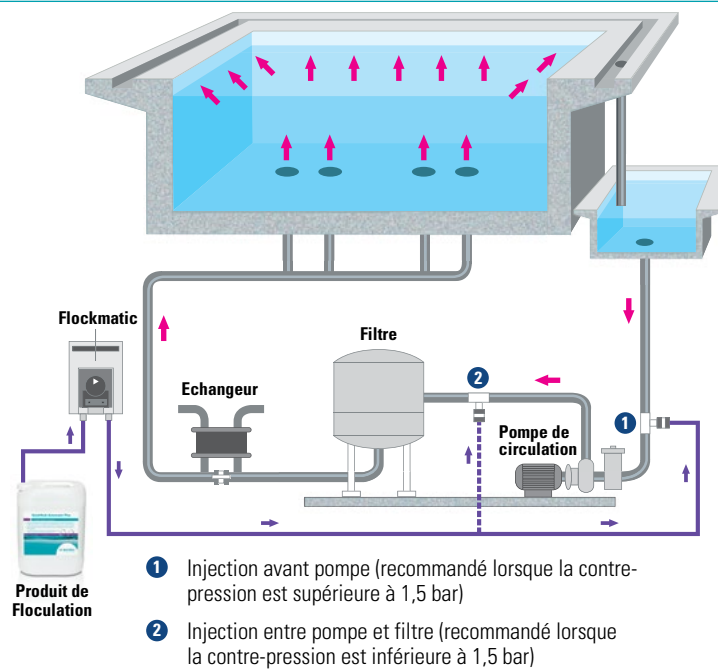 Flockmatic
Filtre
Echangeur
2
1
Pompe de
circulation
Produit de
Floculation
1 Injection avant pompe (recommandé lorsque la contre-
pression est supérieure à 1,5 bar)
2 Injection entre pompe et filtre (recommandé lorsque
la contre-pression est inférieure à 1,5 bar)